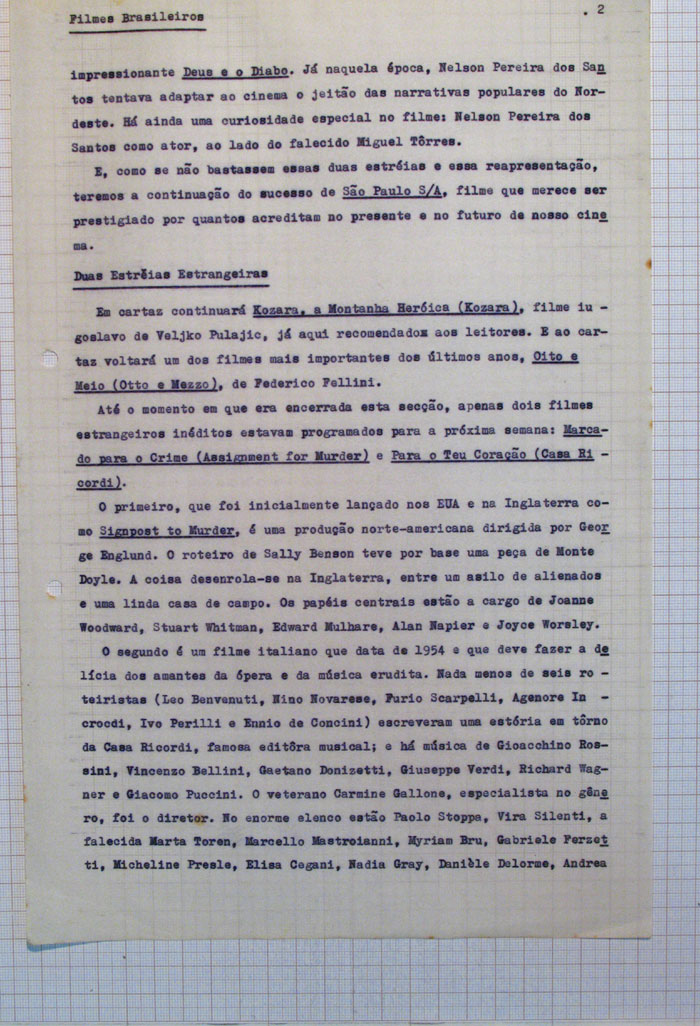 Filmes Brasileiros
. 2
impressionante Deus e o Diabo. Já naquela época, Nelson Pereira dos San
tos tentava adaptar ao cinema o jeitão das narrativas populares do Nor-
deste. Há ainda uma curiosidade especial no filme: Nelson Pereira dos
Santos como ator, ao lado do falecido Miguel Tôrres.
E, como se não bastassem essas duas estréias e essa reapresentação,
teremos a continuação do sucesso de São Paulo S/A, filme que merece ser
prestigiado por quantos acreditam no presente e no futuro de nosso cine
ma.
Duas Estréias Estrangeiras
Em cartaz continuará Kozara, a Montanha Heróica (Kozara), filme iu -
goslavo de Veljko Pulajic, já aqui recomendadox aos leitores. E ao car-
taz voltará um dos filmes mais importantes dos últimos anos, Oito e
Meio (Otto e Mezzo), de Federico Fellini.
Até o momento em que era encerrada esta secção, apenas dois filmes
estrangeiros inéditos estavam programados para a próxima semana: Marca-
do para o Crime (Assignment for Murder) e Para o Teu Coração (Casa Ri -
cordi).
O primeiro, que foi inicialmente lançado nos EUA e na Inglaterra co-
mo Signpost to Murder, é uma produção norte-americana dirigida por Geor
ge Englund. O roteiro de Sally Benson teve por base uma peça de Monte
Doyle. A coisa desenrola-se na Inglaterra, entre um asilo de alienados
e uma linda casa de campo. Os papéis centrais estão a cargo de Joanne
Woodward, Stuart Whitman, Edward Mulhare, Alan Napier e Joyce Worsley.
O segundo é um filme italiano que data de 1954 e que deve fazer a de
lícia dos amantes da ópera e da música erudita. Nada menos de seis ro -
teiristas (Leo Benvenuti, Nino Novarese, Furio Scarpelli, Agenore In -
crocdi, Ivo Perilli e Ennio de Concini) escreveram uma estória em tôrno
da Casa Ricordi, famosa editôra musical; e há música de Gioacchino Ros-
sini, Vincenzo Bellini, Gaetano Donizetti, Giuseppe Verdi, Richard Wag-
ner e Giacomo Puccini. O veterano Carmine Gallone, especialista no gêne
ro, foi o diretor. No enorme elenco estão Paolo Stoppa, Vira Silenti, a
falecida Marta Toren, Marcello Mastroianni, Myriam Bru, Gabriele Ferzet
ti, Micheline Presle, Elisa Cegani, Nadia Gray, Danièle Delorme, Andrea